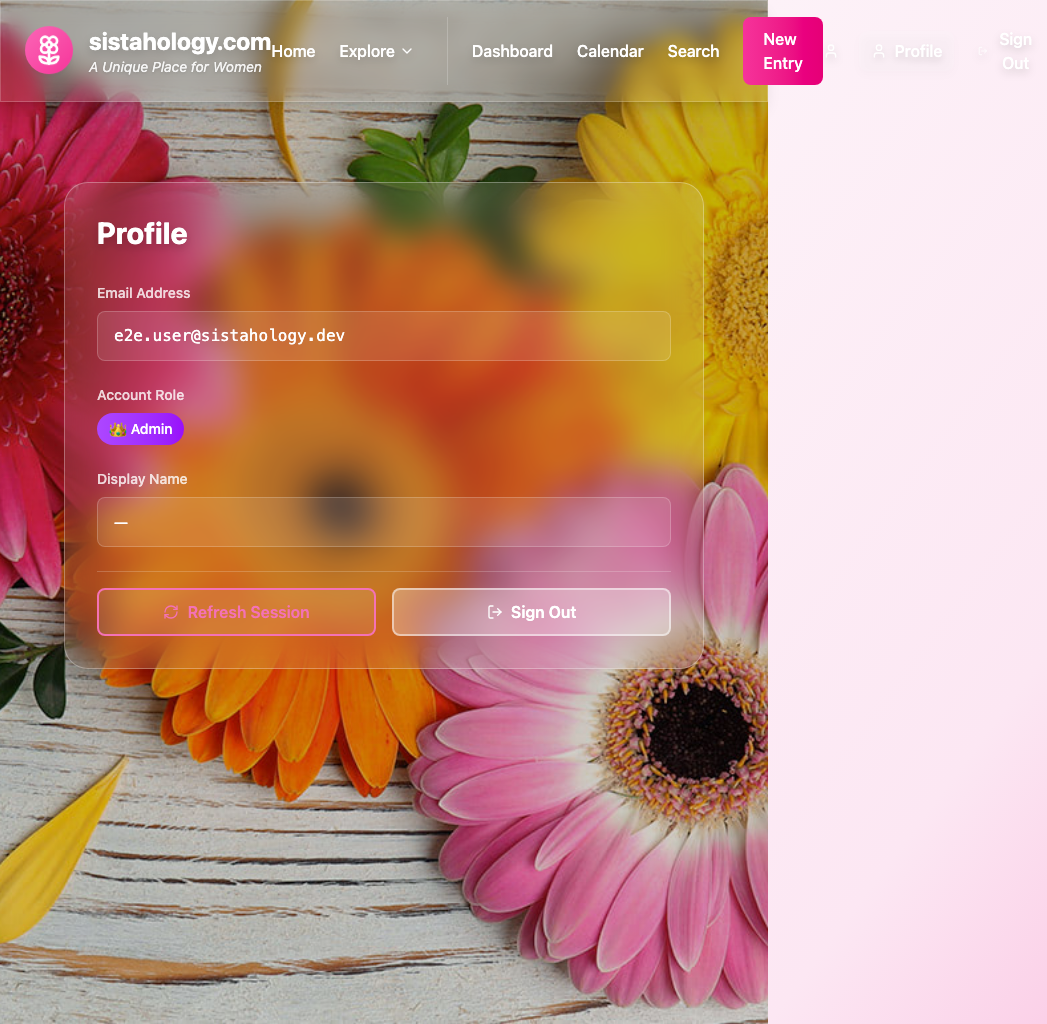 sistahology.com
A Unique Place for Women
Home
Explore
Dashboard
Calendar
Search
New
Entry
Profile
Sign
Out
Profile
Email Address
e2e.user@sistahology.dev
Account Role
Admin
Display Name
—
Refresh Session
Sign Out